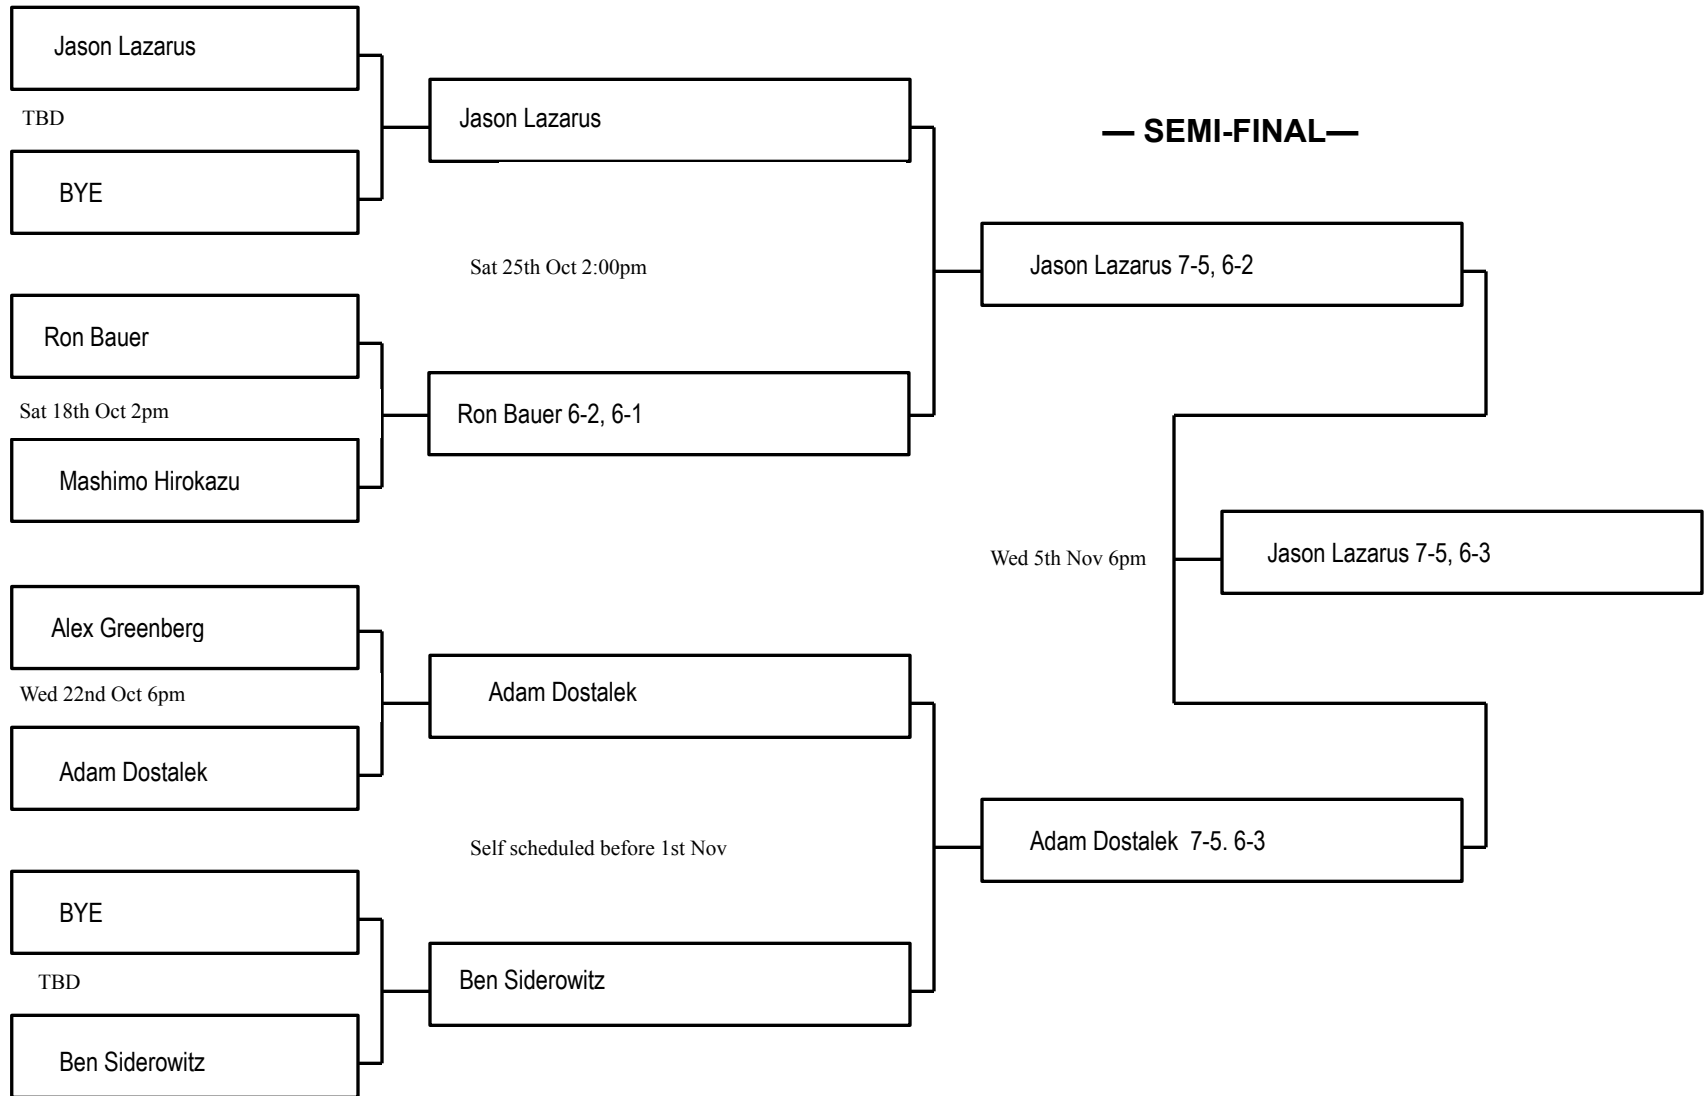 Jason Lazarus
TBD
BYE
Ron Bauer
Sat 18th Oct 2pm
Mashimo Hirokazu
Alex Greenberg
Wed 22nd Oct 6pm
Adam Dostalek
BYE
TBD
Ben Siderowitz
Jason Lazarus
Sat 25th Oct 2:00pm
Ron Bauer 6-2, 6-1
Adam Dostalek
Self scheduled before 1st Nov
Ben Siderowitz
— SEMI-FINAL—
Jason Lazarus 7-5, 6-2
Wed 5th Nov 6pm
Adam Dostalek 7-5. 6-3
Jason Lazarus 7-5, 6-3